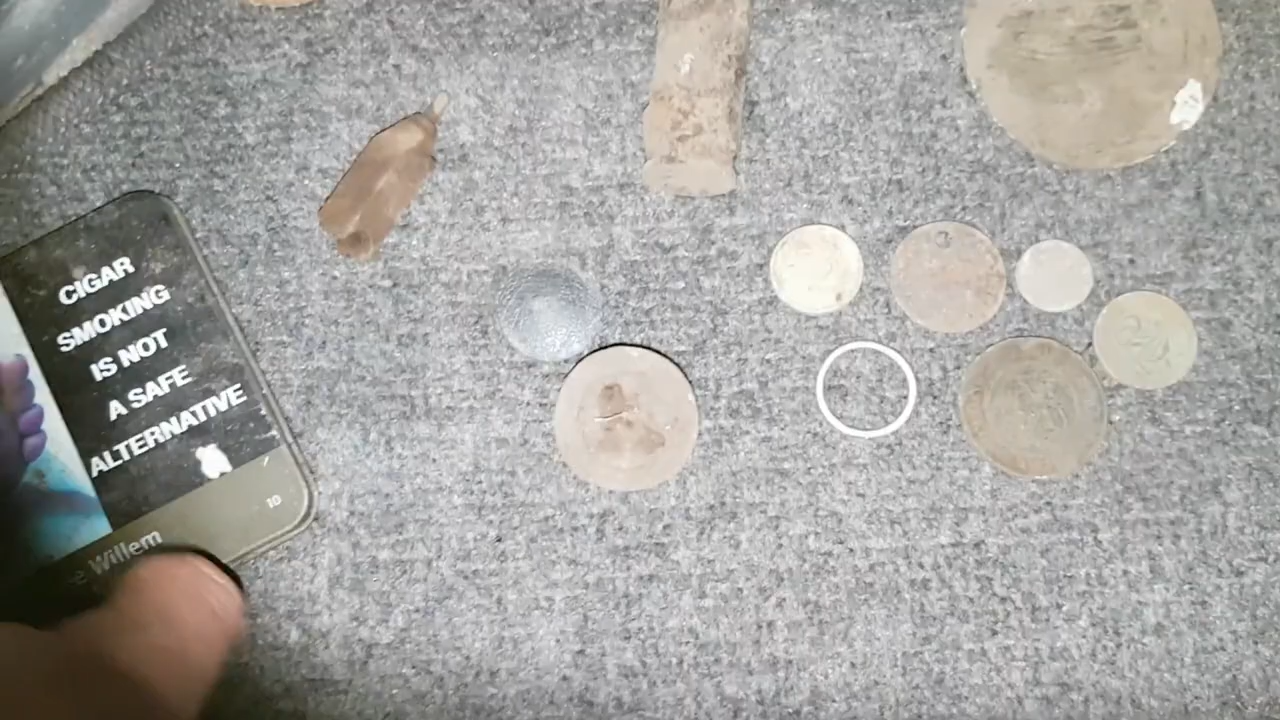 CIGAR
SMOKING
IS NOT
A SAFE
ALTERNATIVE
10
e Willem